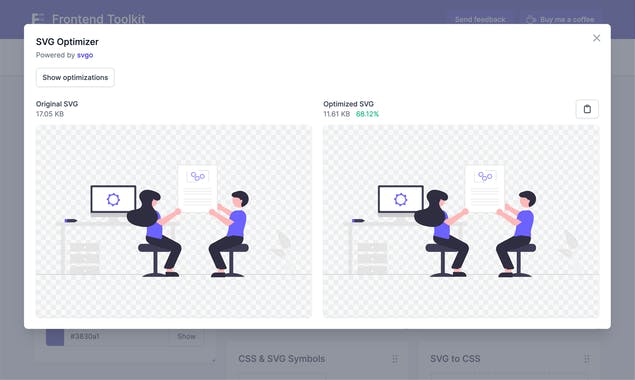 Frontend Toolkit
Send feedback
Buy me a coffee
SVG Optimizer
Powered by svgo
Show optimizations
Original SVG
17.05 KB
Optimized SVG
11.61 KB 68.12%
#3830a1
Show
CSS & SVG Symbols
SVG to CSS